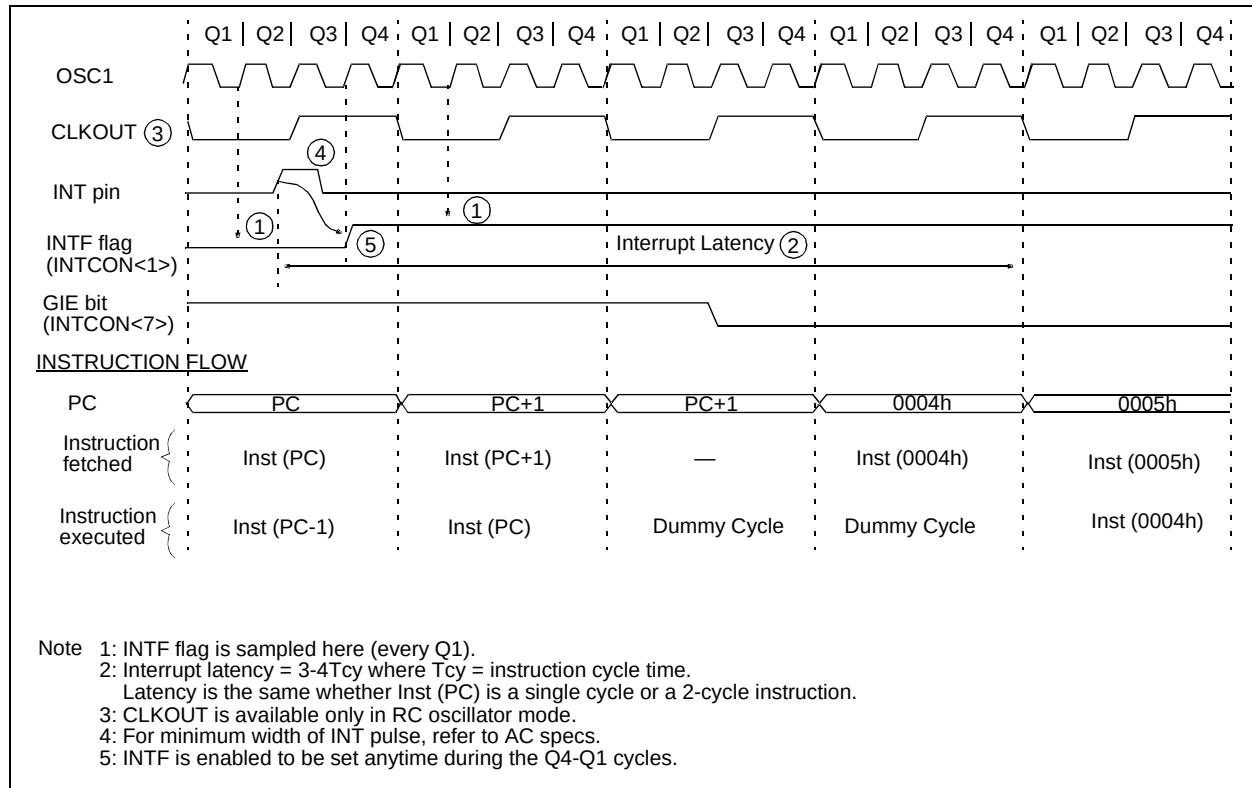 Q1 | Q2 | Q3 | Q4 Q1 | Q2 | Q3 | Q4 Q1 | Q2 | Q3 | Q4 Q1 | Q2 | Q3 | Q4 Q1 | Q2 | Q3 | Q4
OSC1
CLKOUT 3
4
INT pin
1 1
INTF flag
(INTCON<1>)
5
Interrupt Latency 2
GIE bit
(INTCON<7>)
INSTRUCTION FLOW
PC PC PC+1 PC+1 0004h 0005h
Instruction
fetched
Inst (PC) Inst (PC+1) — Inst (0004h) Inst (0005h)
Instruction
executed
Inst (PC-1) Inst (PC) Dummy Cycle Dummy Cycle Inst (0004h)
Note 1: INTF flag is sampled here (every Q1).
2: Interrupt latency = 3-4Tcy where Tcy = instruction cycle time.
Latency is the same whether Inst (PC) is a single cycle or a 2-cycle instruction.
3: CLKOUT is available only in RC oscillator mode.
4: For minimum width of INT pulse, refer to AC specs.
5: INTF is enabled to be set anytime during the Q4-Q1 cycles.